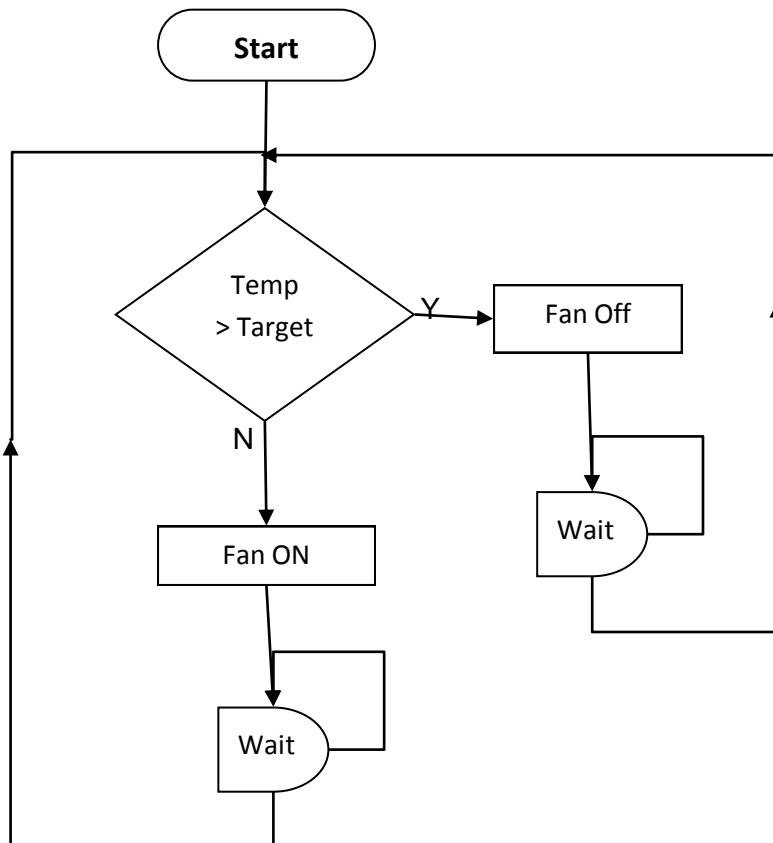 Start
Temp
> Target
Y
Fan Off
N
Wait
Fan ON
Wait